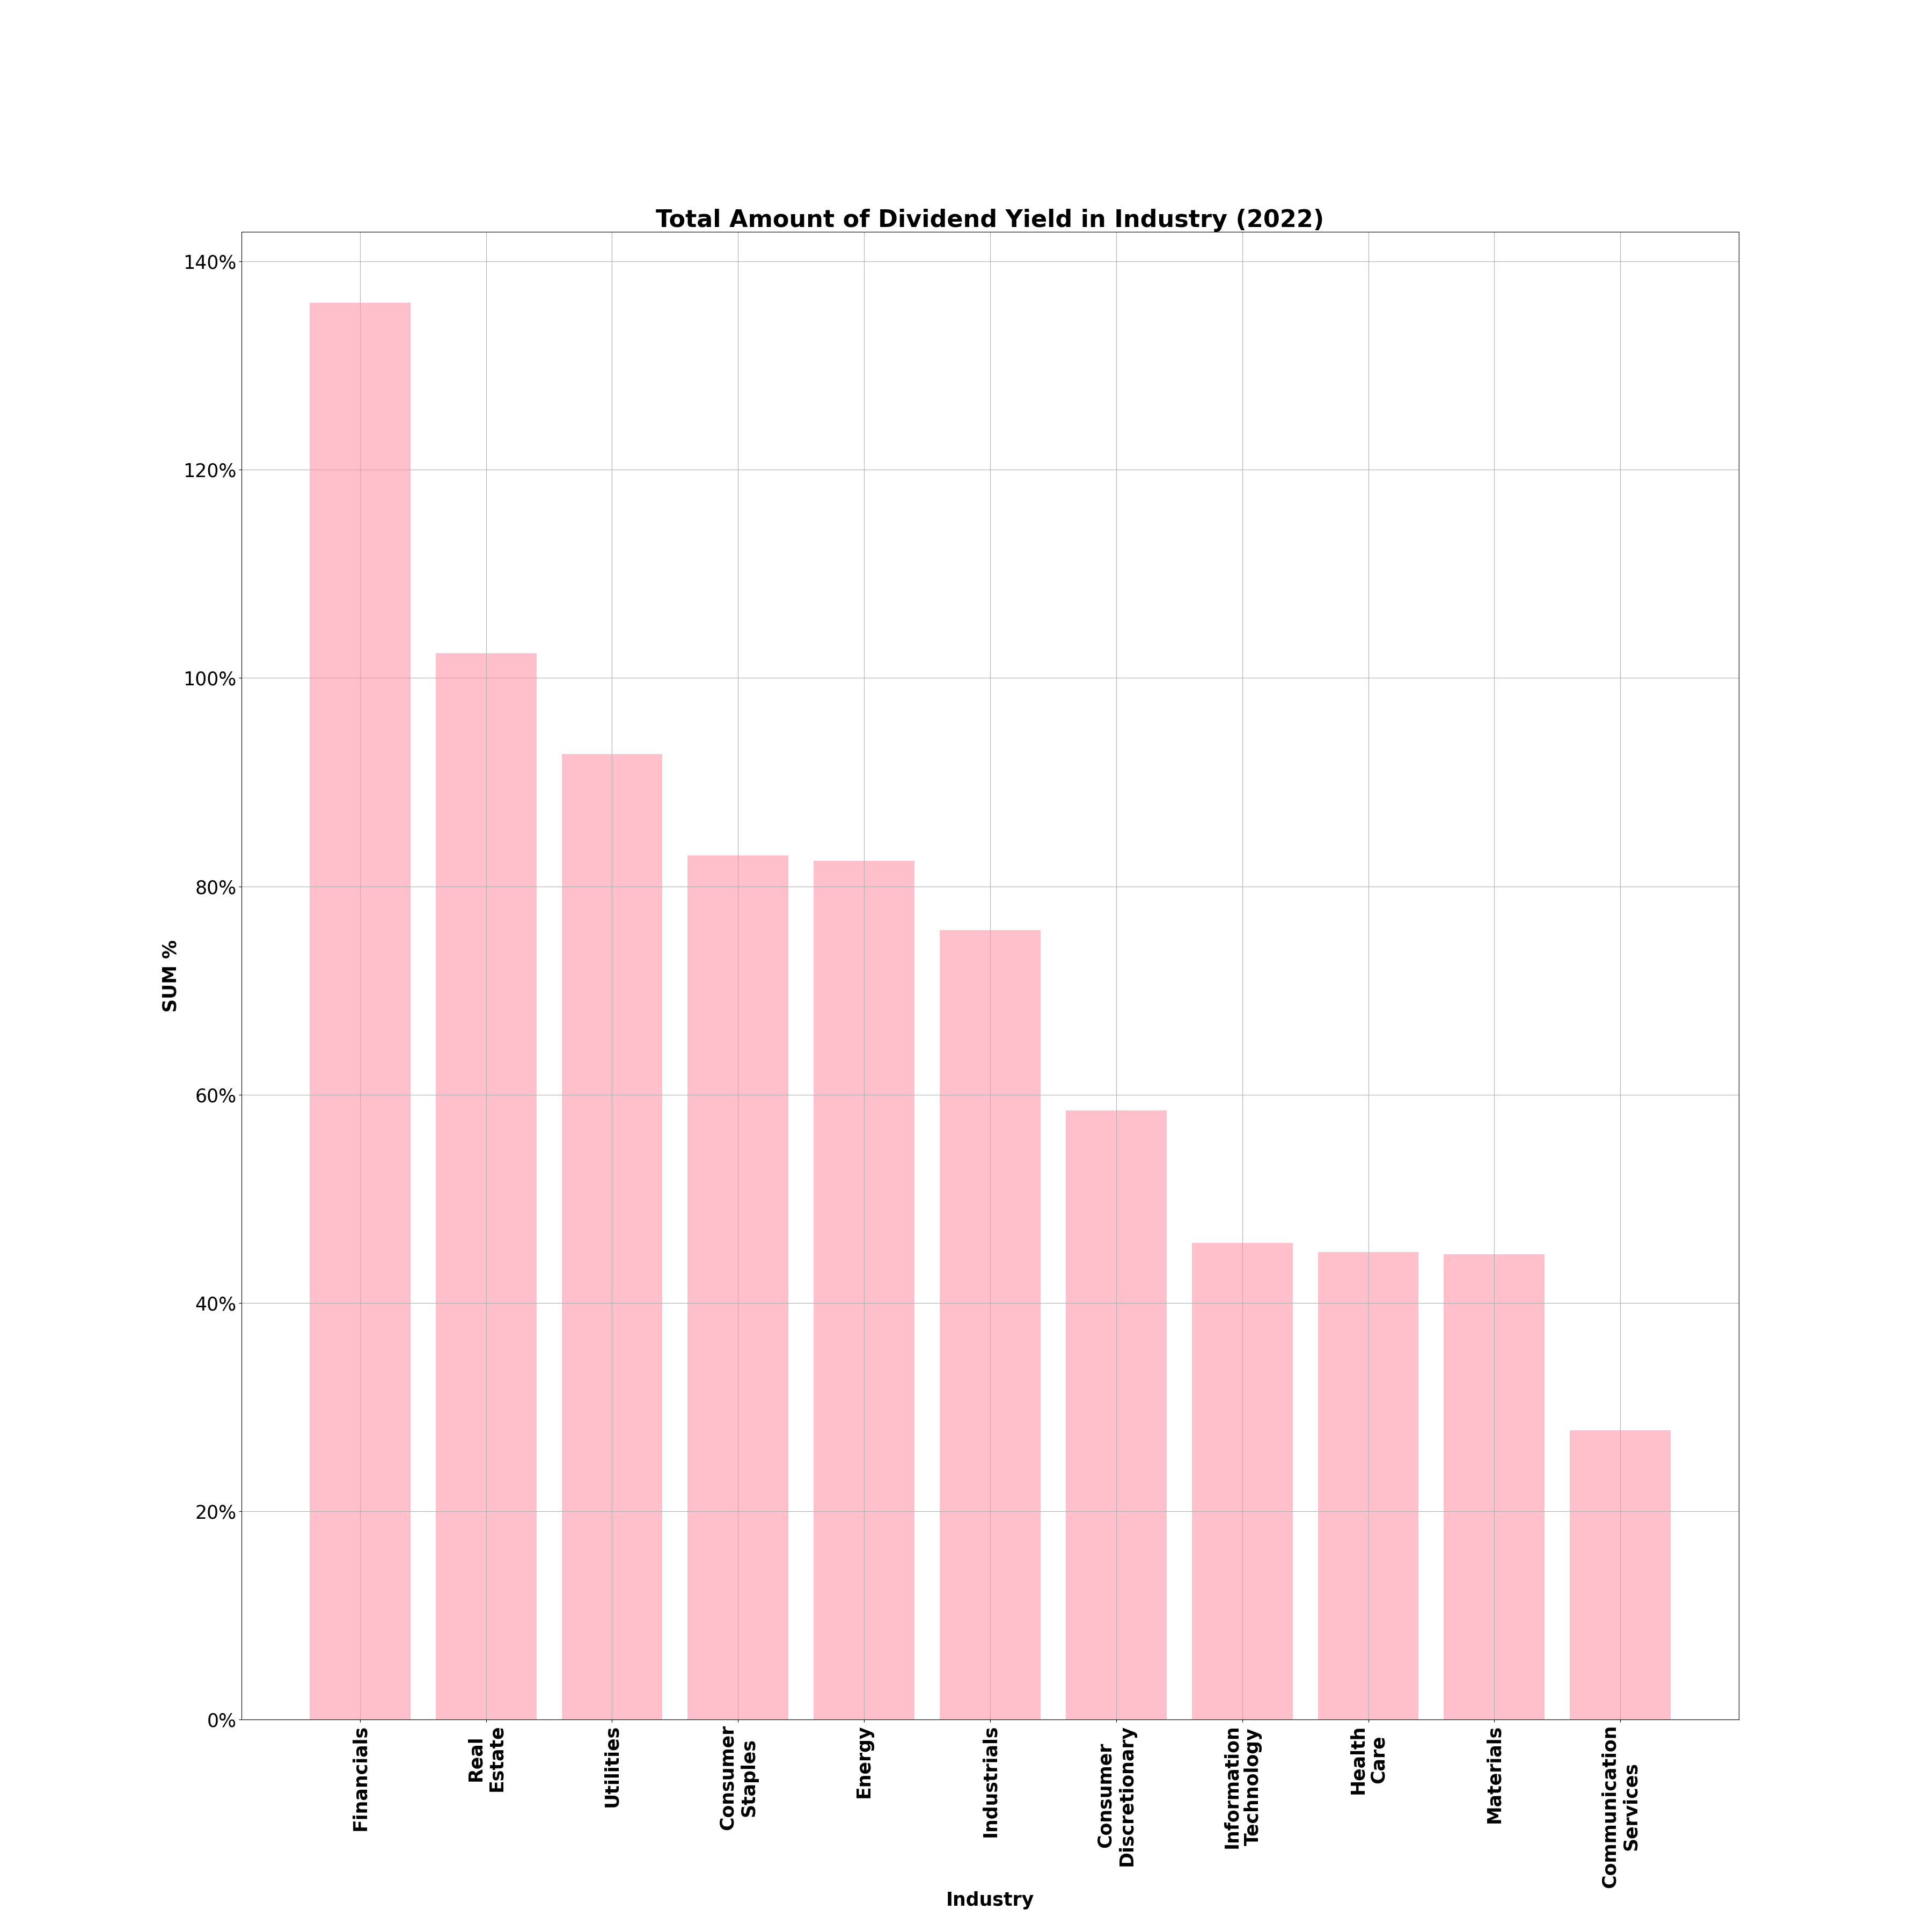 Total Amount of Dividend Yield in Industry (2022)
140%
120%
100%
80%
60%
40%
20%
0%
SUM %
Financials
Real
Estate
Utilities
Consumer
Staples
Energy
Industrials
Consumer
Discretionary
Information
Technology
Health
Care
Materials
Communication
Services
Industry